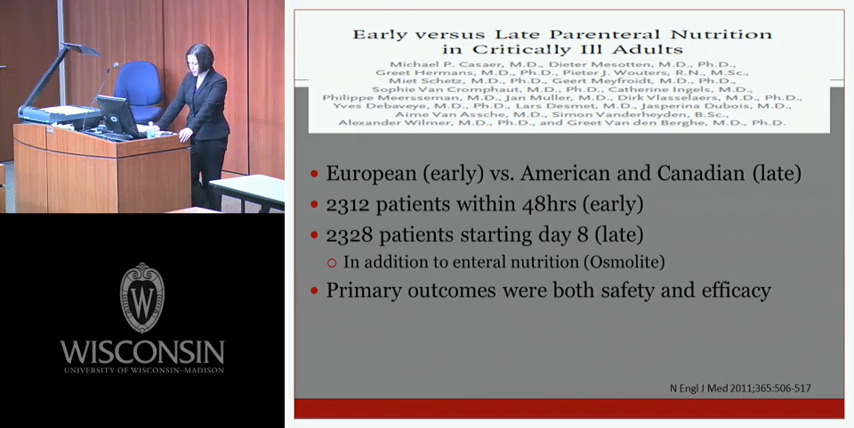 Early versus Late Parenteral Nutrition
in Critically Ill Adults
Michael P. Casaer, M.D., Dieter Mesotten, M.D., Ph.D.,
Greet Hermans, M.D., Ph.D., Pieter J. Wouters, R.N., M.Sc.,
Miet Schetz, M.D., Ph.D., Geert Meyfroidt, M.D., Ph.D.,
Sophie Van Cromphaut, M.D., Ph.D., Catherine Ingels, M.D.,
Philippe Meersseman, M.D., Jan Muller, M.D., Dirk Vlasselaers, M.D., Ph.D.,
Yves Debaveye, M.D., Ph.D., Lars Desmet, M.D., Jasperina Dubois, M.D.,
Aime Van Assche, M.D., Simon Vanderheyden, B.Sc.,
Alexander Wilmer, M.D., Ph.D., and Greet Van den Berghe, M.D., Ph.D.
• European (early) vs. American and Canadian (late)
• 2312 patients within 48hrs (early)
• 2328 patients starting day 8 (late)
○ In addition to enteral nutrition (Osmolite)
• Primary outcomes were both safety and efficacy
N Engl J Med 2011;365:506-517
W
WISCONSIN
UNIVERSITY OF WISCONSIN–MADISON